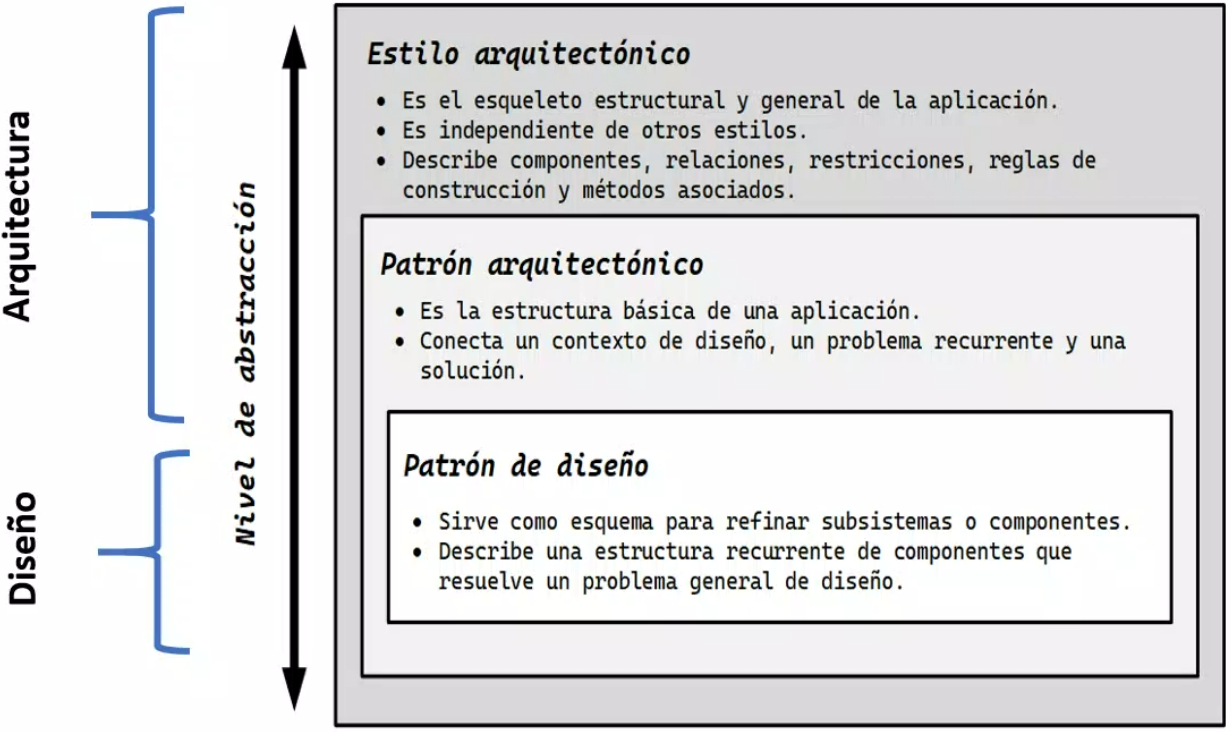 Arquitectura
Diseño
Nivel de abstracción
Estilo arquitectónico
• Es el esqueleto estructural y general de la aplicación.
• Es independiente de otros estilos.
• Describe componentes, relaciones, restricciones, reglas de
construcción y métodos asociados.
Patrón arquitectónico
• Es la estructura básica de una aplicación.
• Conecta un contexto de diseño, un problema recurrente y una
solución.
Patrón de diseño
• Sirve como esquema para refinar subsistemas o componentes.
• Describe una estructura recurrente de componentes que
resuelve un problema general de diseño.